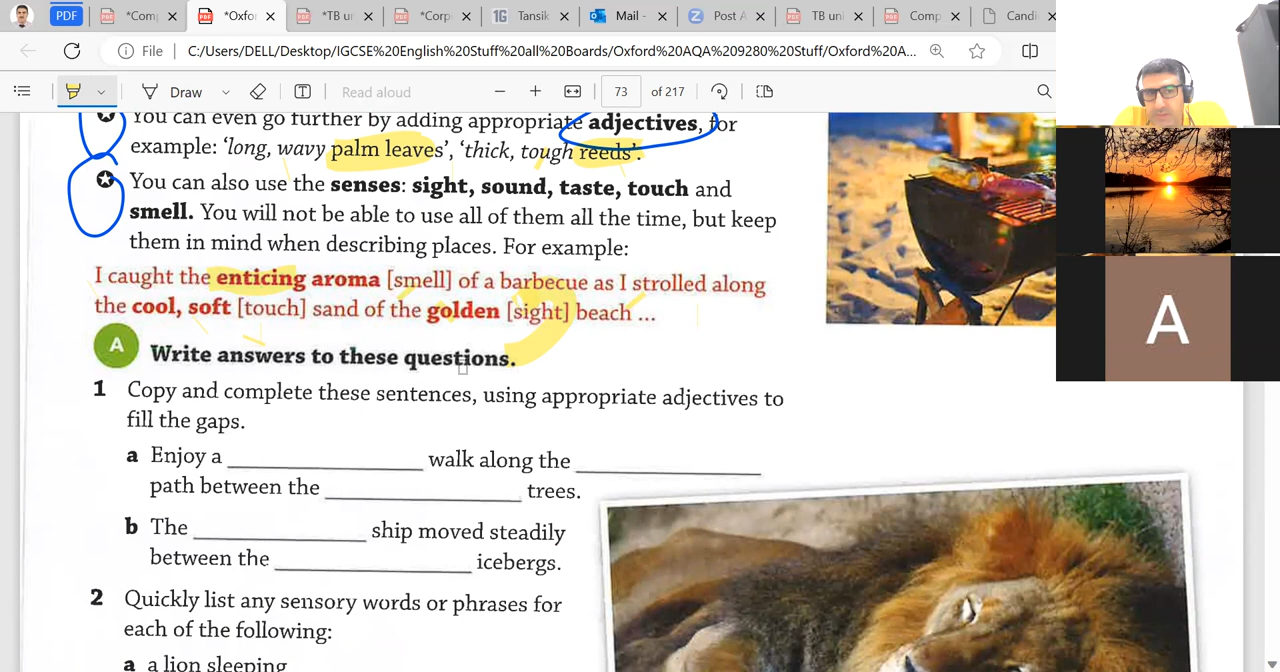 PDF
*Comp
*Oxfo
*TB ur
*Corp
Tansik
Mail -
Post A
TB uni
Comp
Candi
File
C:/Users/DELL/Desktop/IGCSE%20English%20Stuff%20all%20Boards/Oxford%20AQA%209280%20Stuff/Oxford%20A...
Draw
Read aloud
73
of 217
You can even go further by adding appropriate adjectives, for
example: 'long, wavy palm leaves', 'thick, tough reeds'.
You can also use the senses: sight, sound, taste, touch and
smell. You will not be able to use all of them all the time, but keep
them in mind when describing places. For example:
I caught the enticing aroma [smell] of a barbecue as I strolled along
the cool, soft [touch] sand of the golden [sight] beach ...
A
Write answers to these questions.
1 Copy and complete these sentences, using appropriate adjectives to
fill the gaps.
a Enjoy a ____________ walk along the ____________
path between the ____________ trees.
b The ____________ ship moved steadily
between the ____________ icebergs.
2 Quickly list any sensory words or phrases for
each of the following:
a a lion sleeping
A